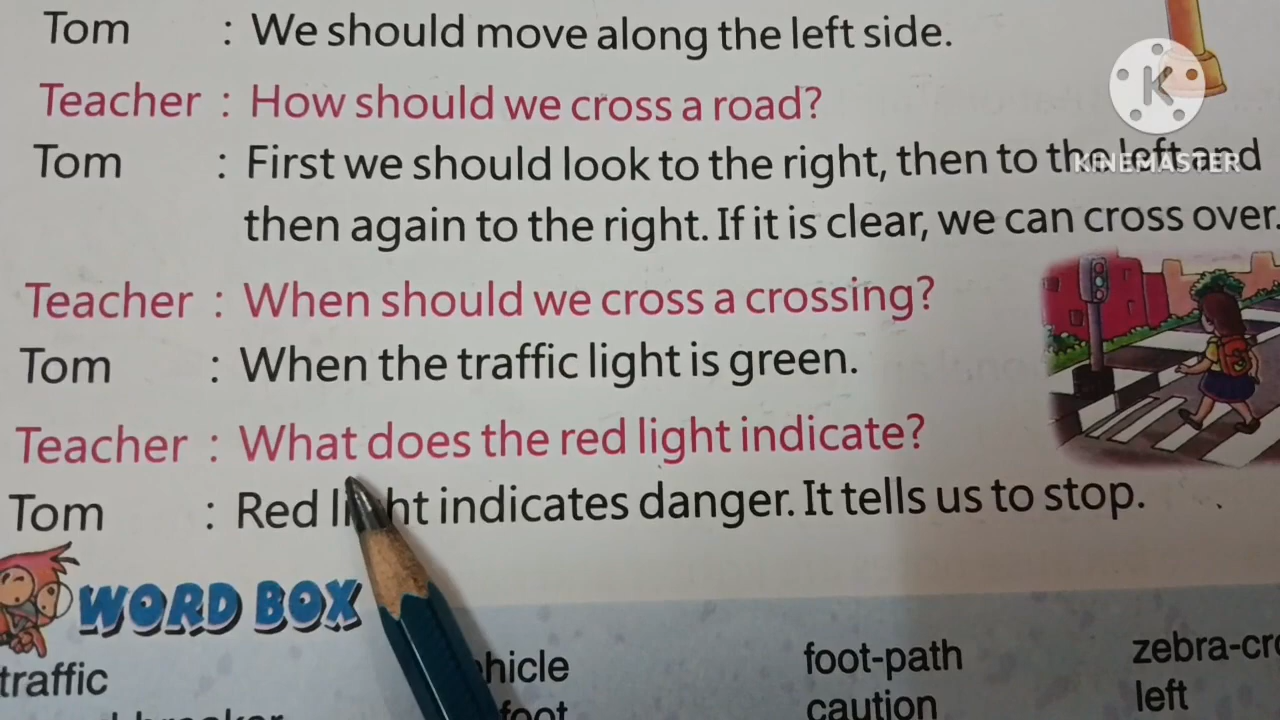 Tom : We should move along the left side.
Teacher : How should we cross a road?
Tom : First we should look to the right, then to the left and
then again to the right. If it is clear, we can cross over.
Teacher : When should we cross a crossing?
Tom : When the traffic light is green.
Teacher : What does the red light indicate?
Tom : Red light indicates danger. It tells us to stop.
WORD BOX
traffic foot-path
caution left
K
KINEMASTER